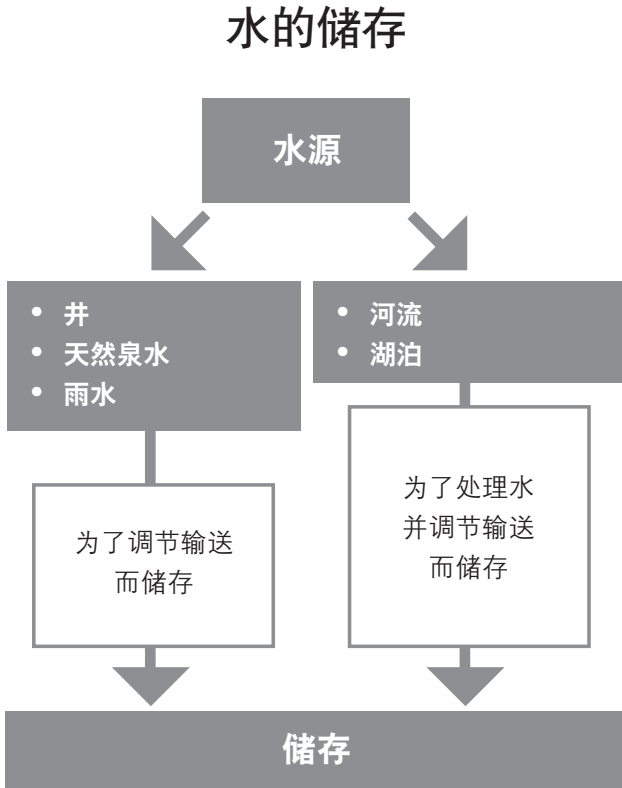 水的储存
水源
• 井
• 天然泉水
• 雨水
• 河流
• 湖泊
为了调节输送
而储存
为了处理水
并调节输送
而储存
储存